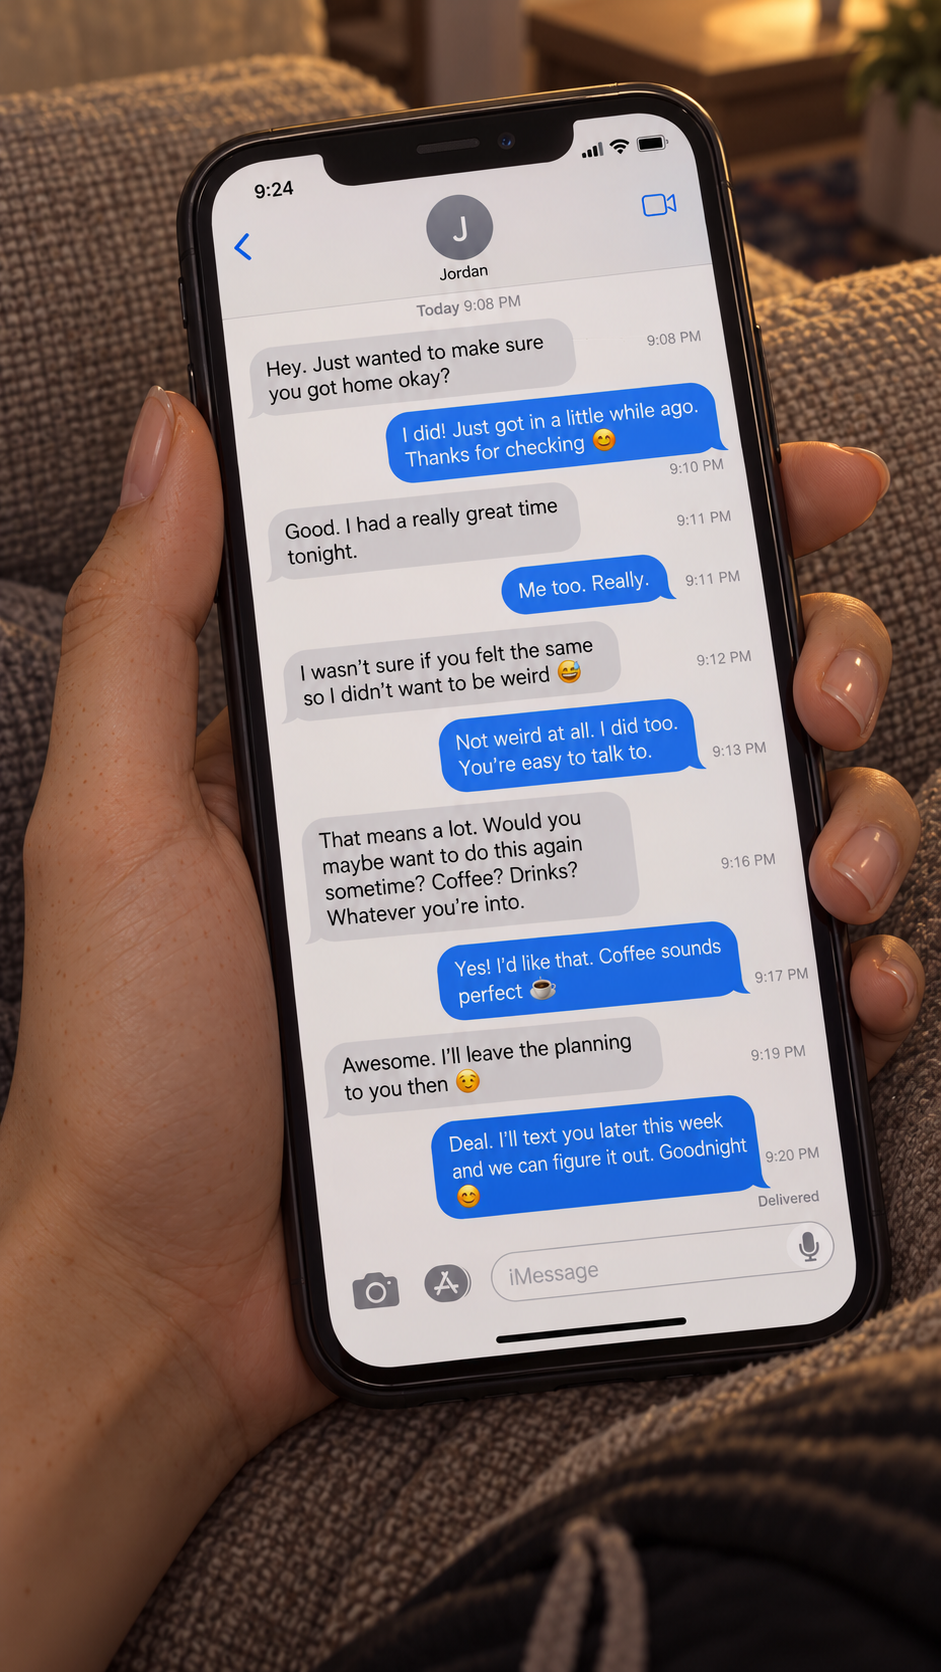 9:24
J
Jordan
Today 9:08 PM
Hey. Just wanted to make sure
you got home okay?
9:08 PM
I did! Just got in a little while ago.
Thanks for checking 😊
9:10 PM
Good. I had a really great time
tonight.
9:11 PM
Me too. Really.
9:11 PM
I wasn’t sure if you felt the same
so I didn’t want to be weird 😅
9:12 PM
Not weird at all. I did too.
You’re easy to talk to.
9:13 PM
That means a lot. Would you
maybe want to do this again
sometime? Coffee? Drinks?
Whatever you’re into.
9:16 PM
Yes! I’d like that. Coffee sounds
perfect ☕
9:17 PM
Awesome. I’ll leave the planning
to you then 😉
9:19 PM
Deal. I’ll text you later this week
and we can figure it out. Goodnight
😊
9:20 PM
Delivered
iMessage